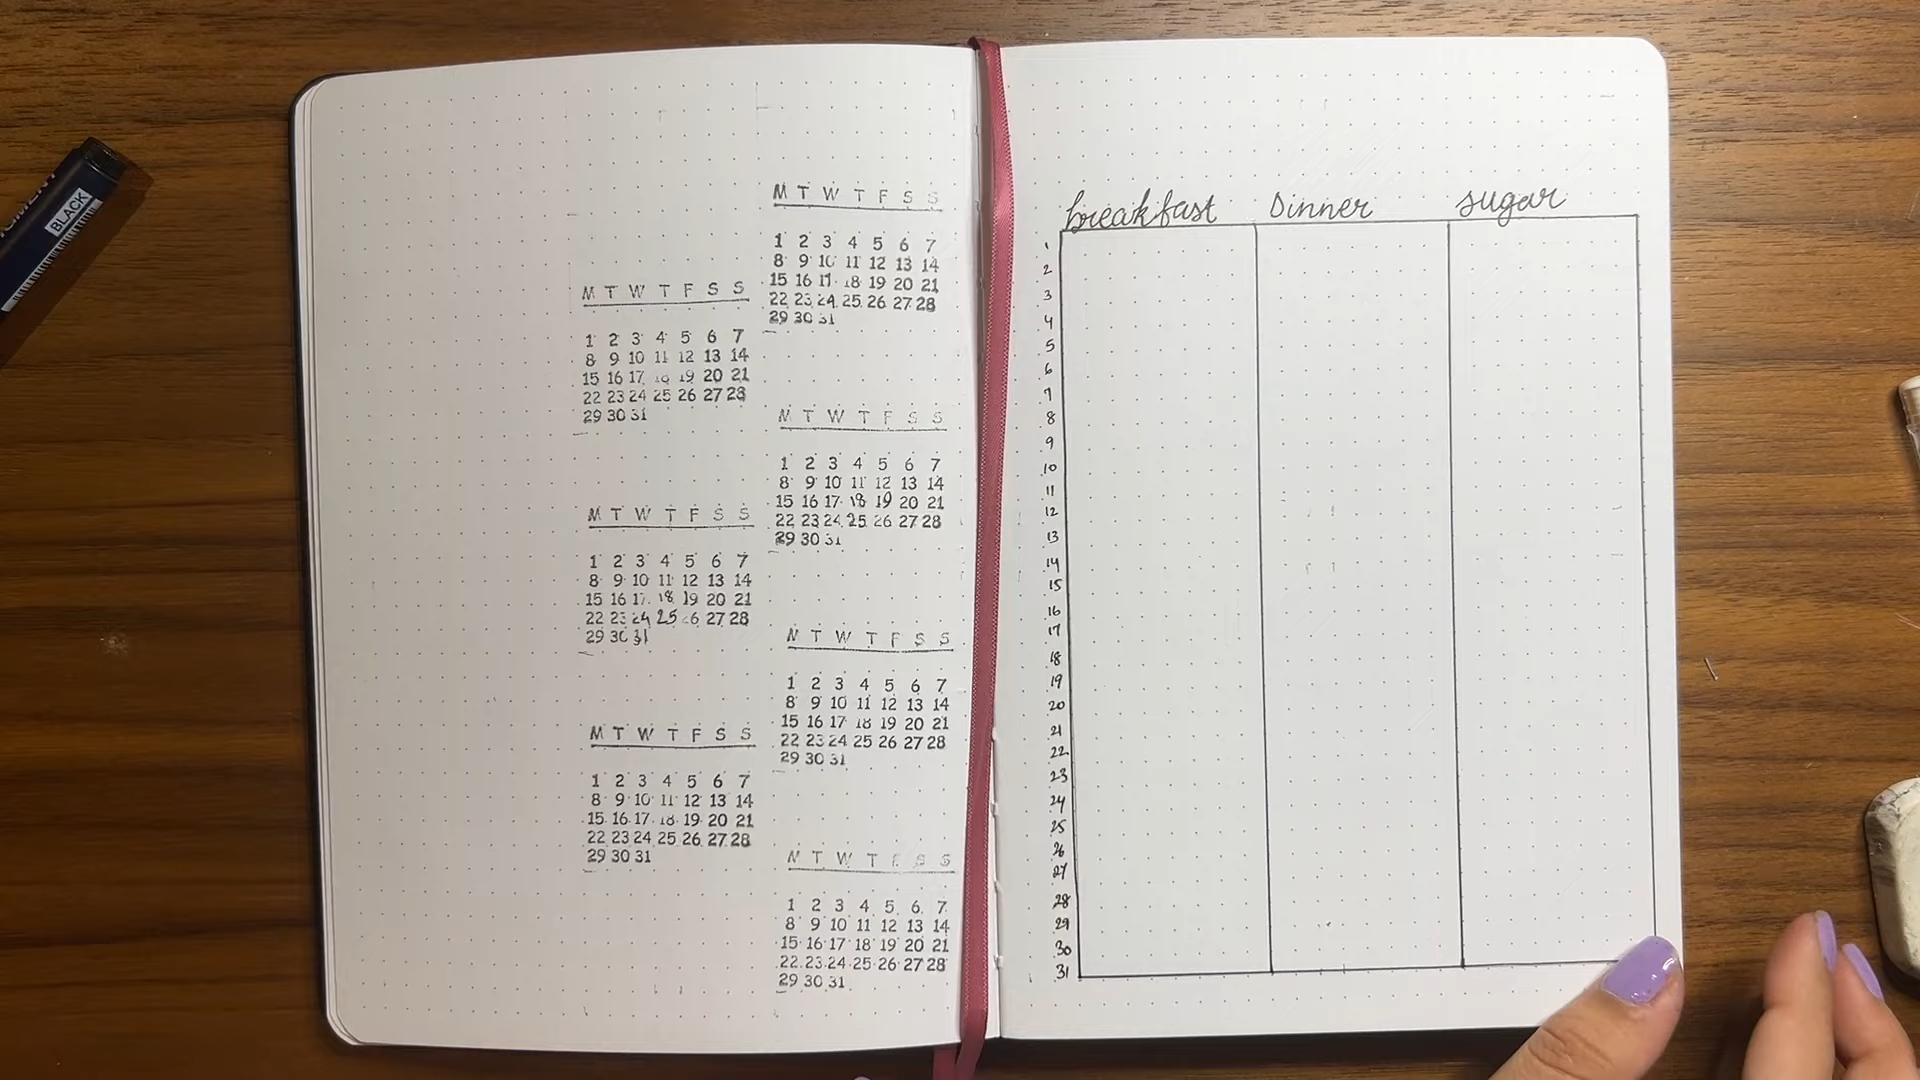 BLACK
M T W T F S S
1 2 3 4 5 6 7
8 9 10 11 12 13 14
15 16 17 18 19 20 21
22 23 24 25 26 27 28
29 30 31
M T W T F S S
1 2 3 4 5 6 7
8 9 10 11 12 13 14
15 16 17 18 19 20 21
22 23 24 25 26 27 28
29 30 31
M T W T F S S
1 2 3 4 5 6 7
8 9 10 11 12 13 14
15 16 17 18 19 20 21
22 23 24 25 26 27 28
29 30 31
M T W T F S S
1 2 3 4 5 6 7
8 9 10 11 12 13 14
15 16 17 18 19 20 21
22 23 24 25 26 27 28
29 30 31
M T W T F S S
1 2 3 4 5 6 7
8 9 10 11 12 13 14
15 16 17 18 19 20 21
22 23 24 25 26 27 28
29 30 31
M T W T F S S
1 2 3 4 5 6 7
8 9 10 11 12 13 14
15 16 17 18 19 20 21
22 23 24 25 26 27 28
29 30 31
M T W T F S S
1 2 3 4 5 6 7
8 9 10 11 12 13 14
15 16 17 18 19 20 21
22 23 24 25 26 27 28
29 30 31
breakfast Dinner sugar
1
2
3
4
5
6
7
8
9
10
11
12
13
14
15
16
17
18
19
20
21
22
23
24
25
26
27
28
29
30
31